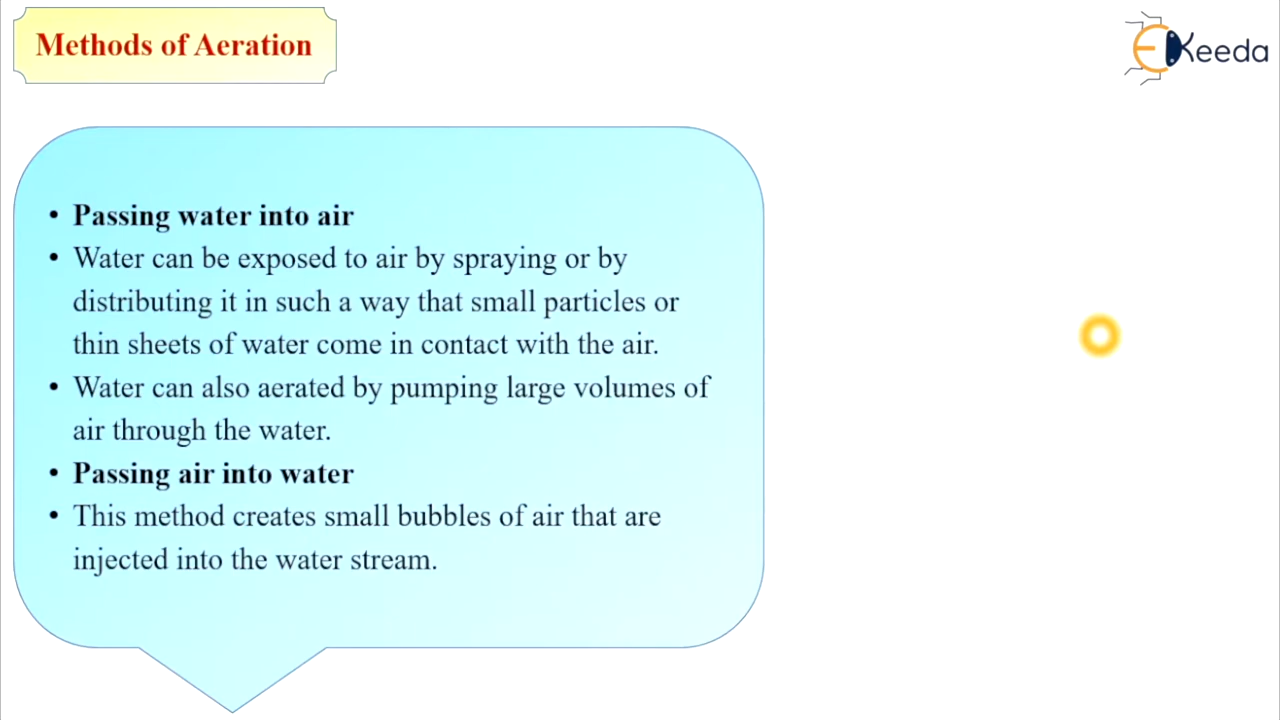 Methods of Aeration
EKeeda
• Passing water into air
• Water can be exposed to air by spraying or by
distributing it in such a way that small particles or
thin sheets of water come in contact with the air.
• Water can also aerated by pumping large volumes of
air through the water.
• Passing air into water
• This method creates small bubbles of air that are
injected into the water stream.